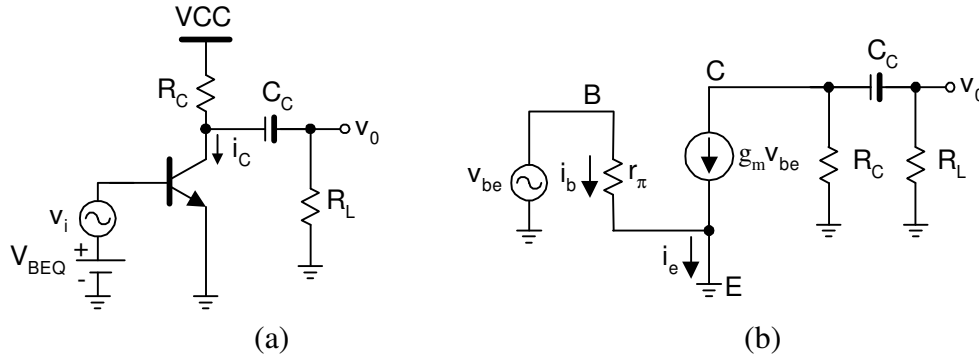 VCC
R_C
C_C
v_0
i_C
R_L
v_i
+
V_BEQ
-
(a)
B
C
C_C
v_0
v_be
i_b
r_π
g_m v_be
R_C
R_L
i_e
E
(b)